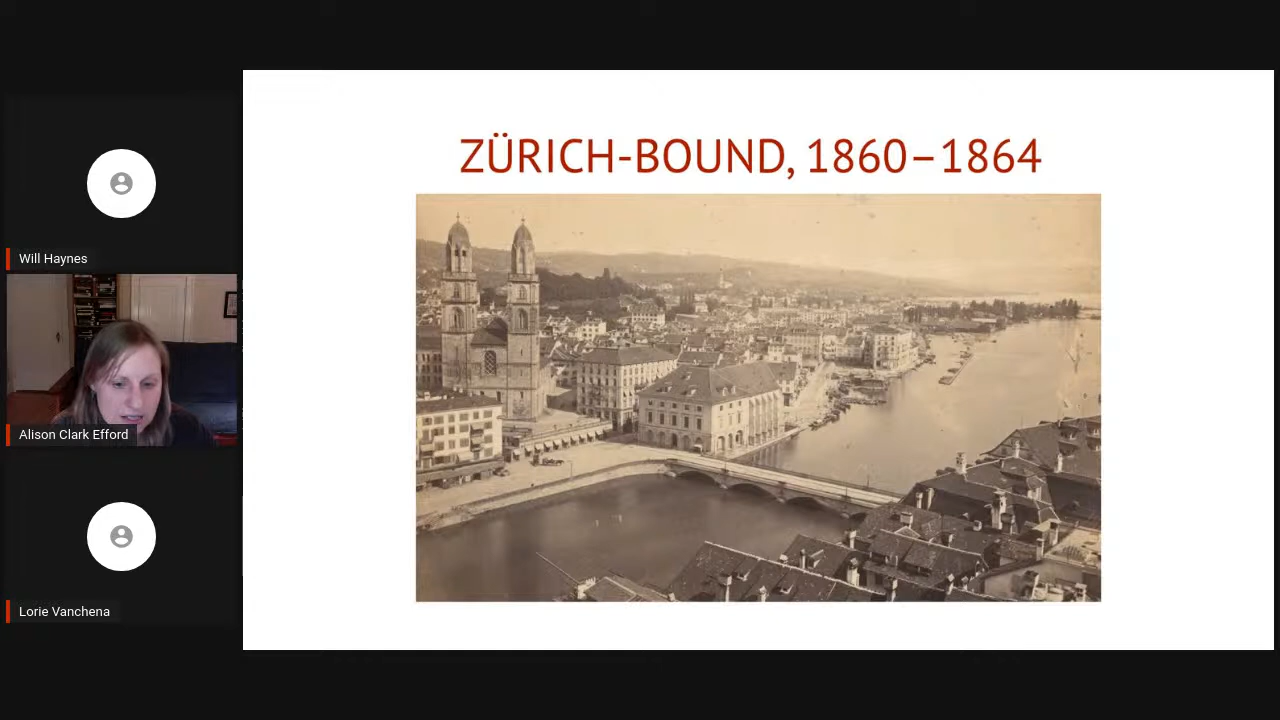 ZÜRICH-BOUND, 1860–1864
Will Haynes
Alison Clark Efford
Lorie Vanchena